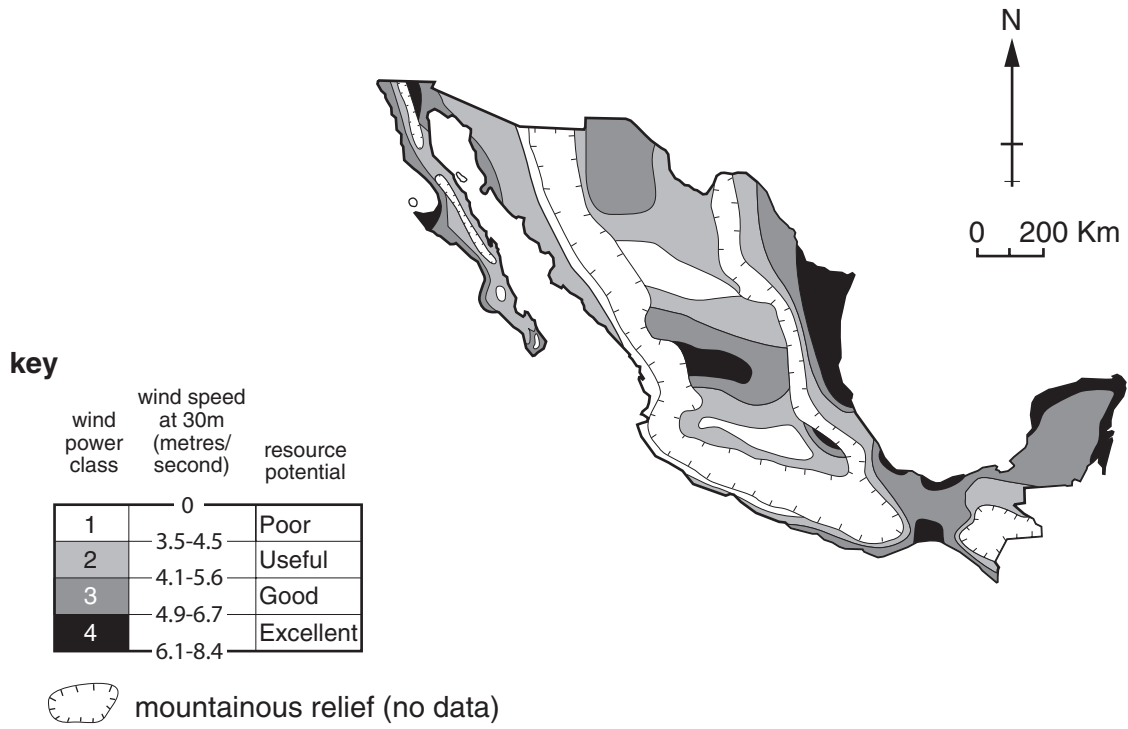 N
0 200 Km
key
wind power class
wind speed at 30m (metres/ second)
resource potential
0
1 Poor
3.5-4.5
2 Useful
4.1-5.6
3 Good
4.9-6.7
4 Excellent
6.1-8.4
mountainous relief (no data)